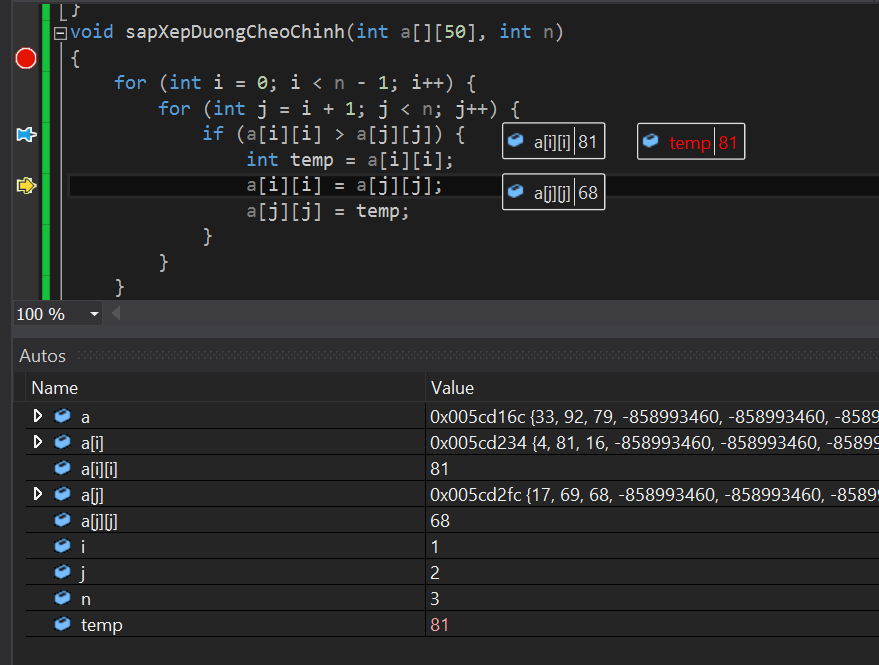 }
void sapXepDuongCheoChinh(int a[][50], int n)
{
for (int i = 0; i < n - 1; i++) {
for (int j = i + 1; j < n; j++) {
if (a[i][i] > a[j][j]) {
a[i][i] 81
temp 81
int temp = a[i][i];
a[i][i] = a[j][j];
a[j][j] 68
a[j][j] = temp;
}
}
}
100 %
Autos
Name Value
a 0x005cd16c {33, 92, 79, -858993460, -858993460, -8589
a[i] 0x005cd234 {4, 81, 16, -858993460, -858993460, -85899
a[i][i] 81
a[j] 0x005cd2fc {17, 69, 68, -858993460, -858993460, -85899
a[j][j] 68
i 1
j 2
n 3
temp 81